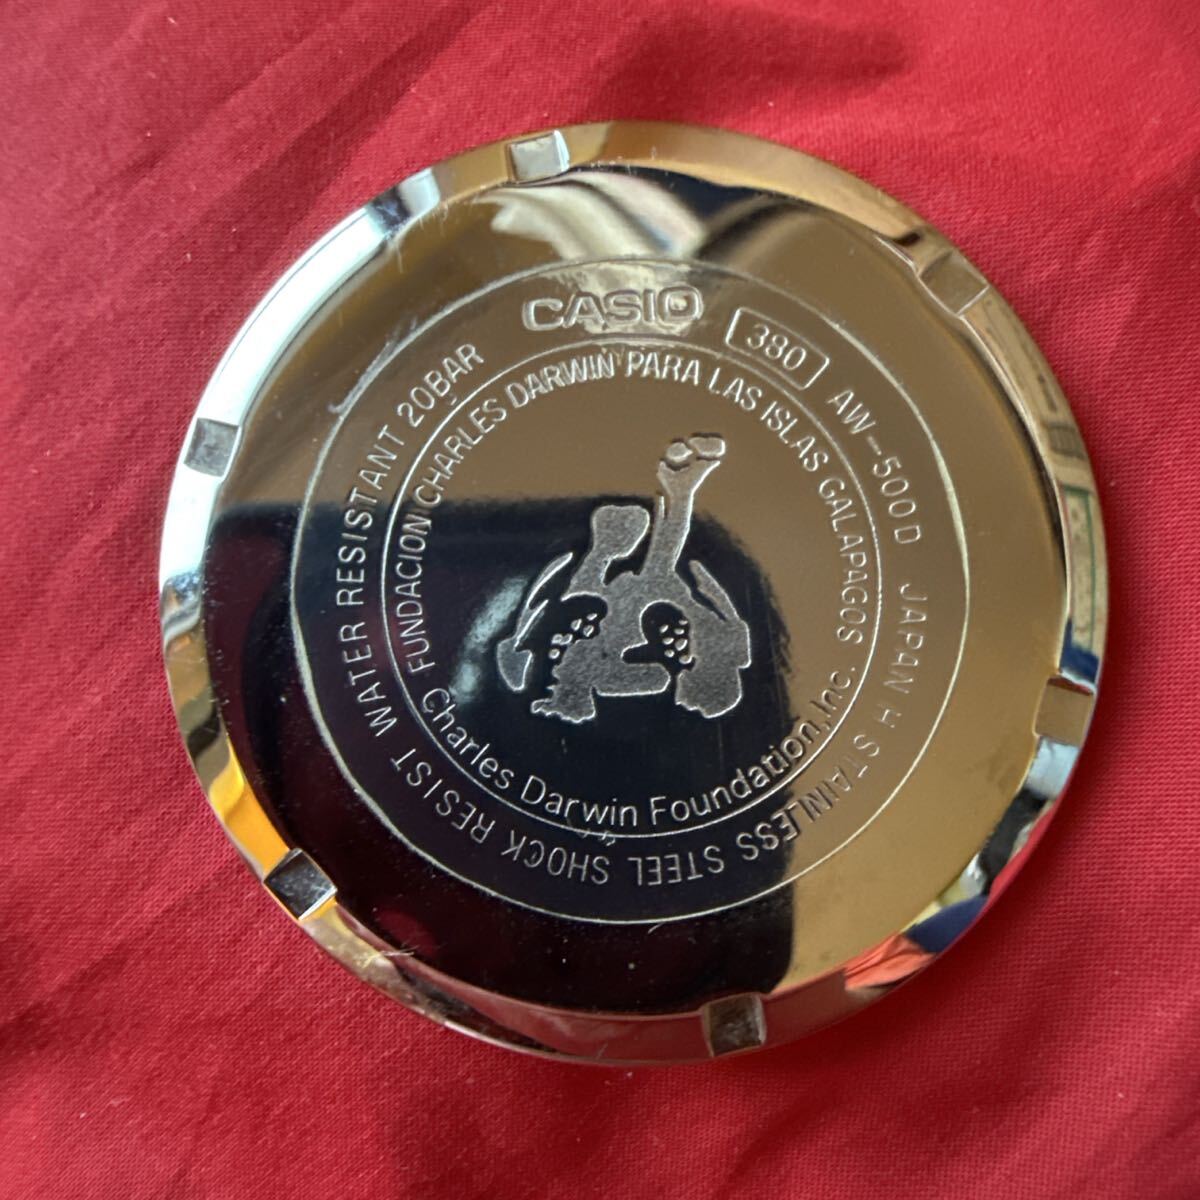 CASIO
380 AW-500D JAPAN H STAINLESS STEEL SHOCK RESIST WATER RESISTANT 20BAR
FUNDACION CHARLES DARWIN PARA LAS ISLAS GALAPAGOS
Charles Darwin Foundation,Inc.